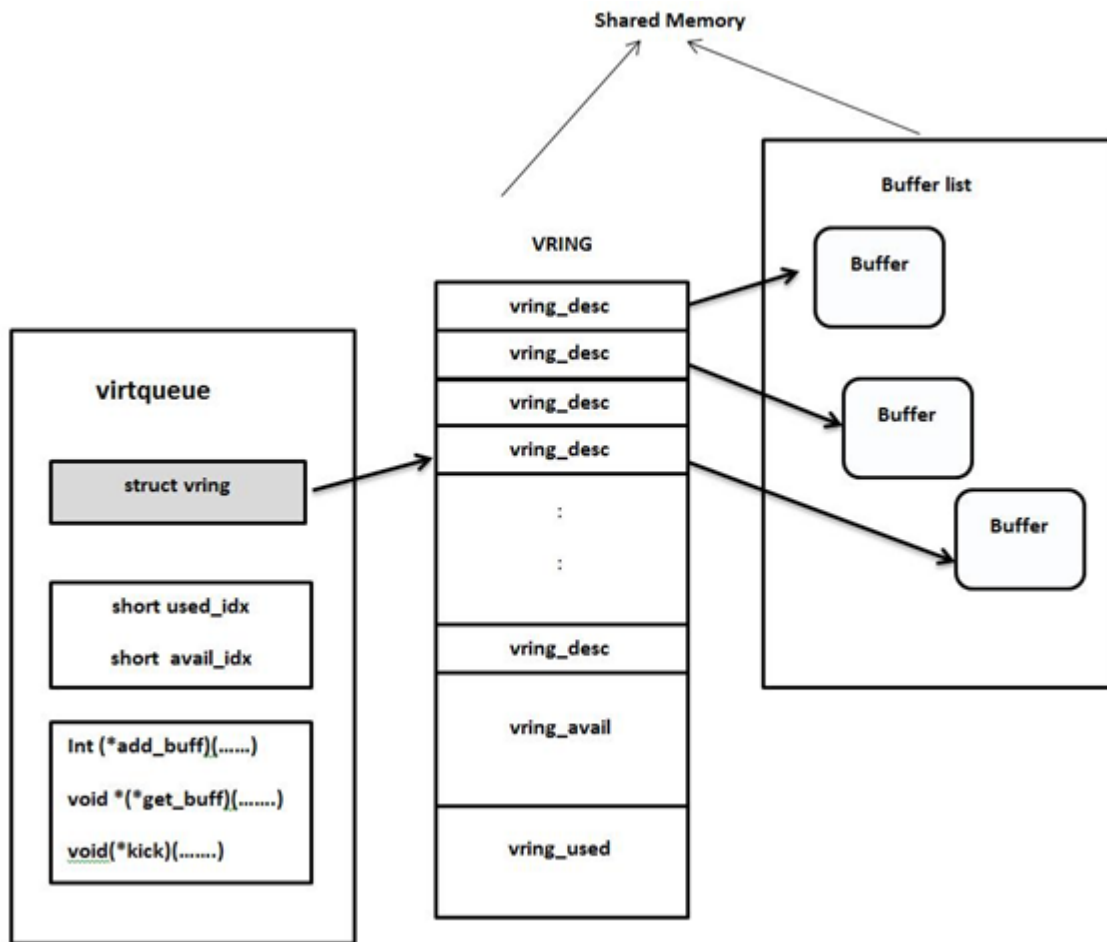 Shared Memory
virtqueue
struct vring
short used_idx
short avail_idx
Int (*add_buff)(......)
void *(*get_buff)(.......)
void(*kick)(.......)
VRING
vring_desc
vring_desc
vring_desc
vring_desc
:
:
vring_desc
vring_avail
vring_used
Buffer list
Buffer
Buffer
Buffer